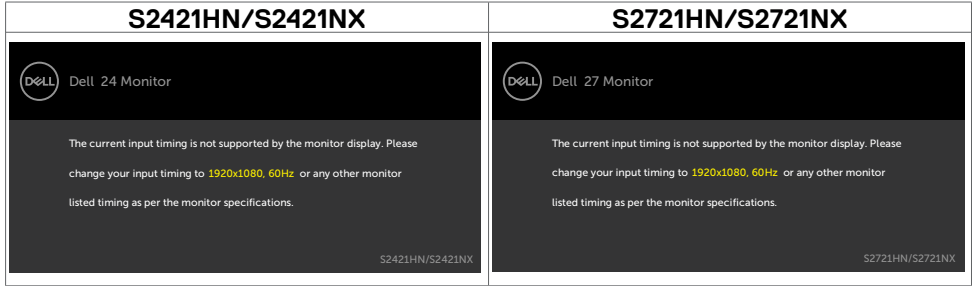 S2421HN/S2421NX
S2721HN/S2721NX
DELL
Dell 24 Monitor
The current input timing is not supported by the monitor display. Please
change your input timing to 1920x1080, 60Hz or any other monitor
listed timing as per the monitor specifications.
S2421HN/S2421NX
DELL
Dell 27 Monitor
The current input timing is not supported by the monitor display. Please
change your input timing to 1920x1080, 60Hz or any other monitor
listed timing as per the monitor specifications.
S2721HN/S2721NX